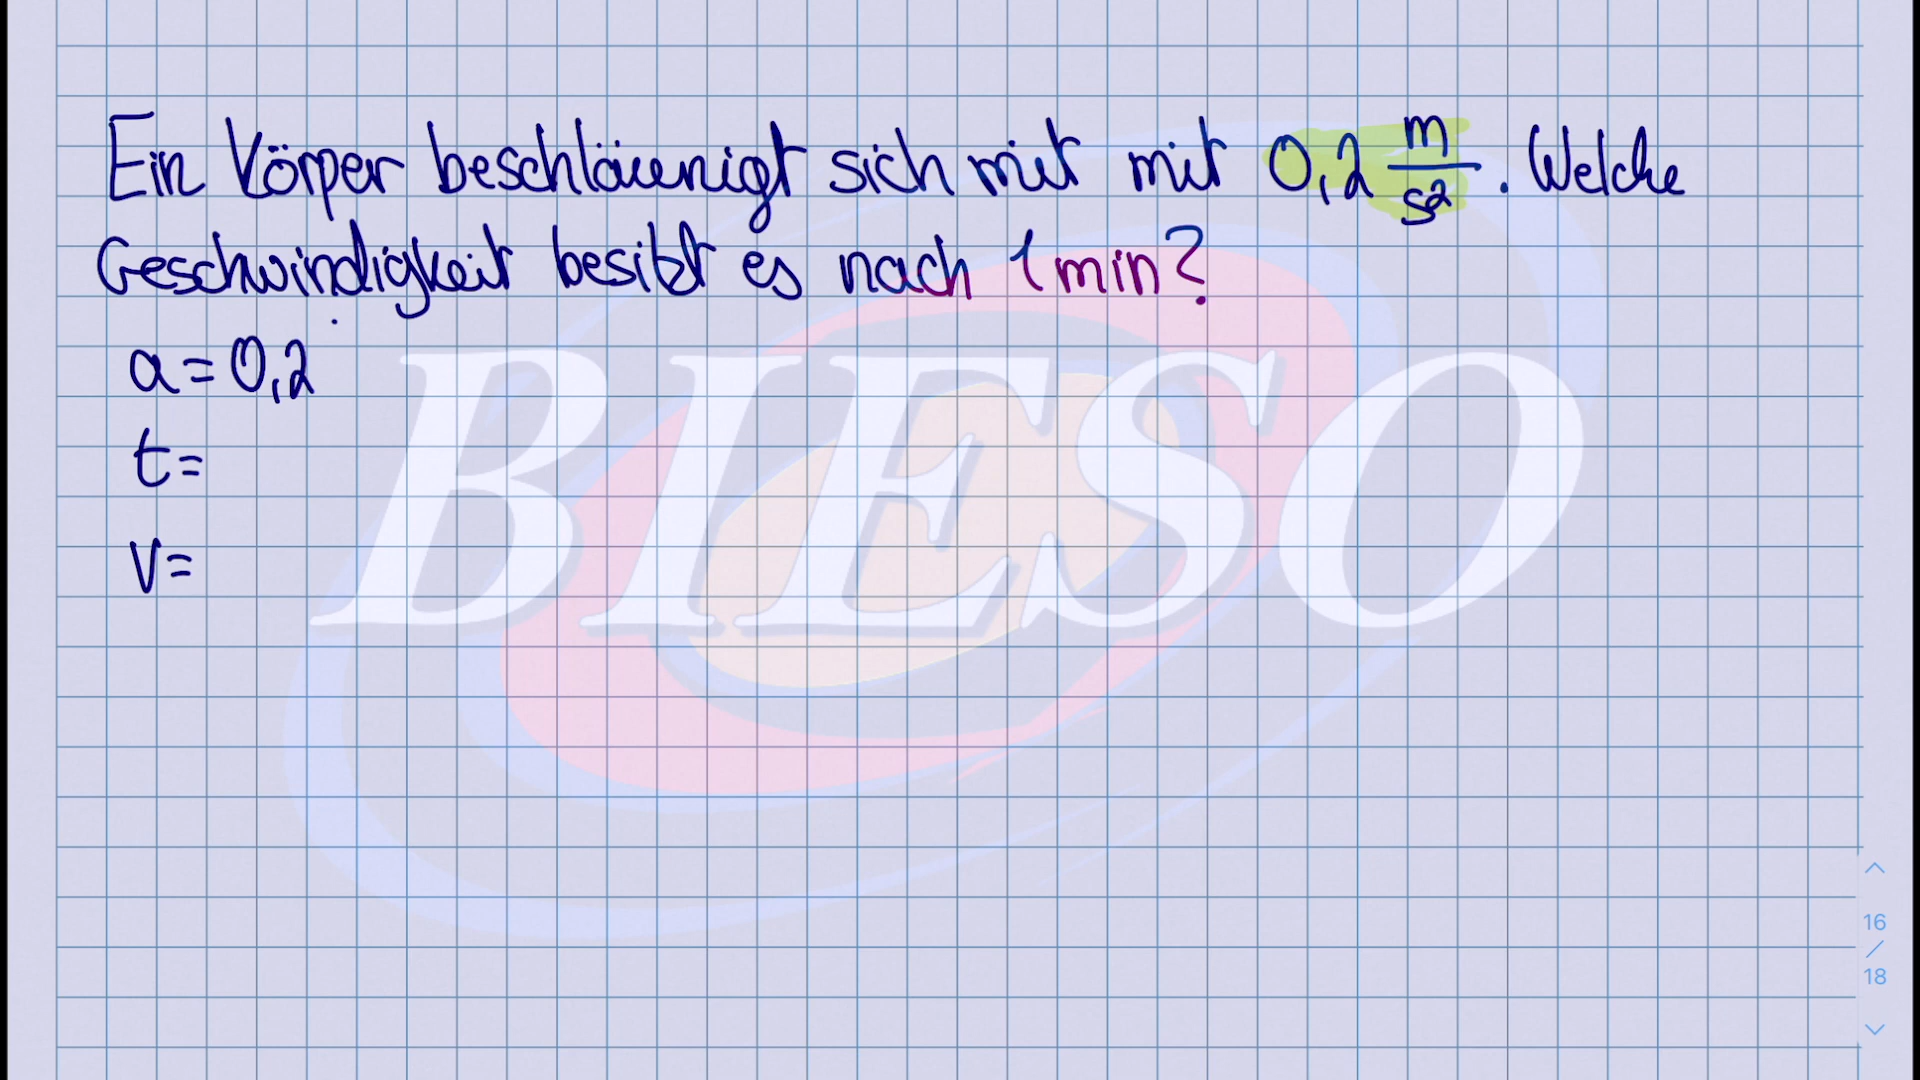 Ein Körper beschläunigt sich mit mit 0,2 m/s². Welche
Geschwindigkeit besitzt es nach 1 min?
a = 0,2
t =
v =
BIESO
16
/
18